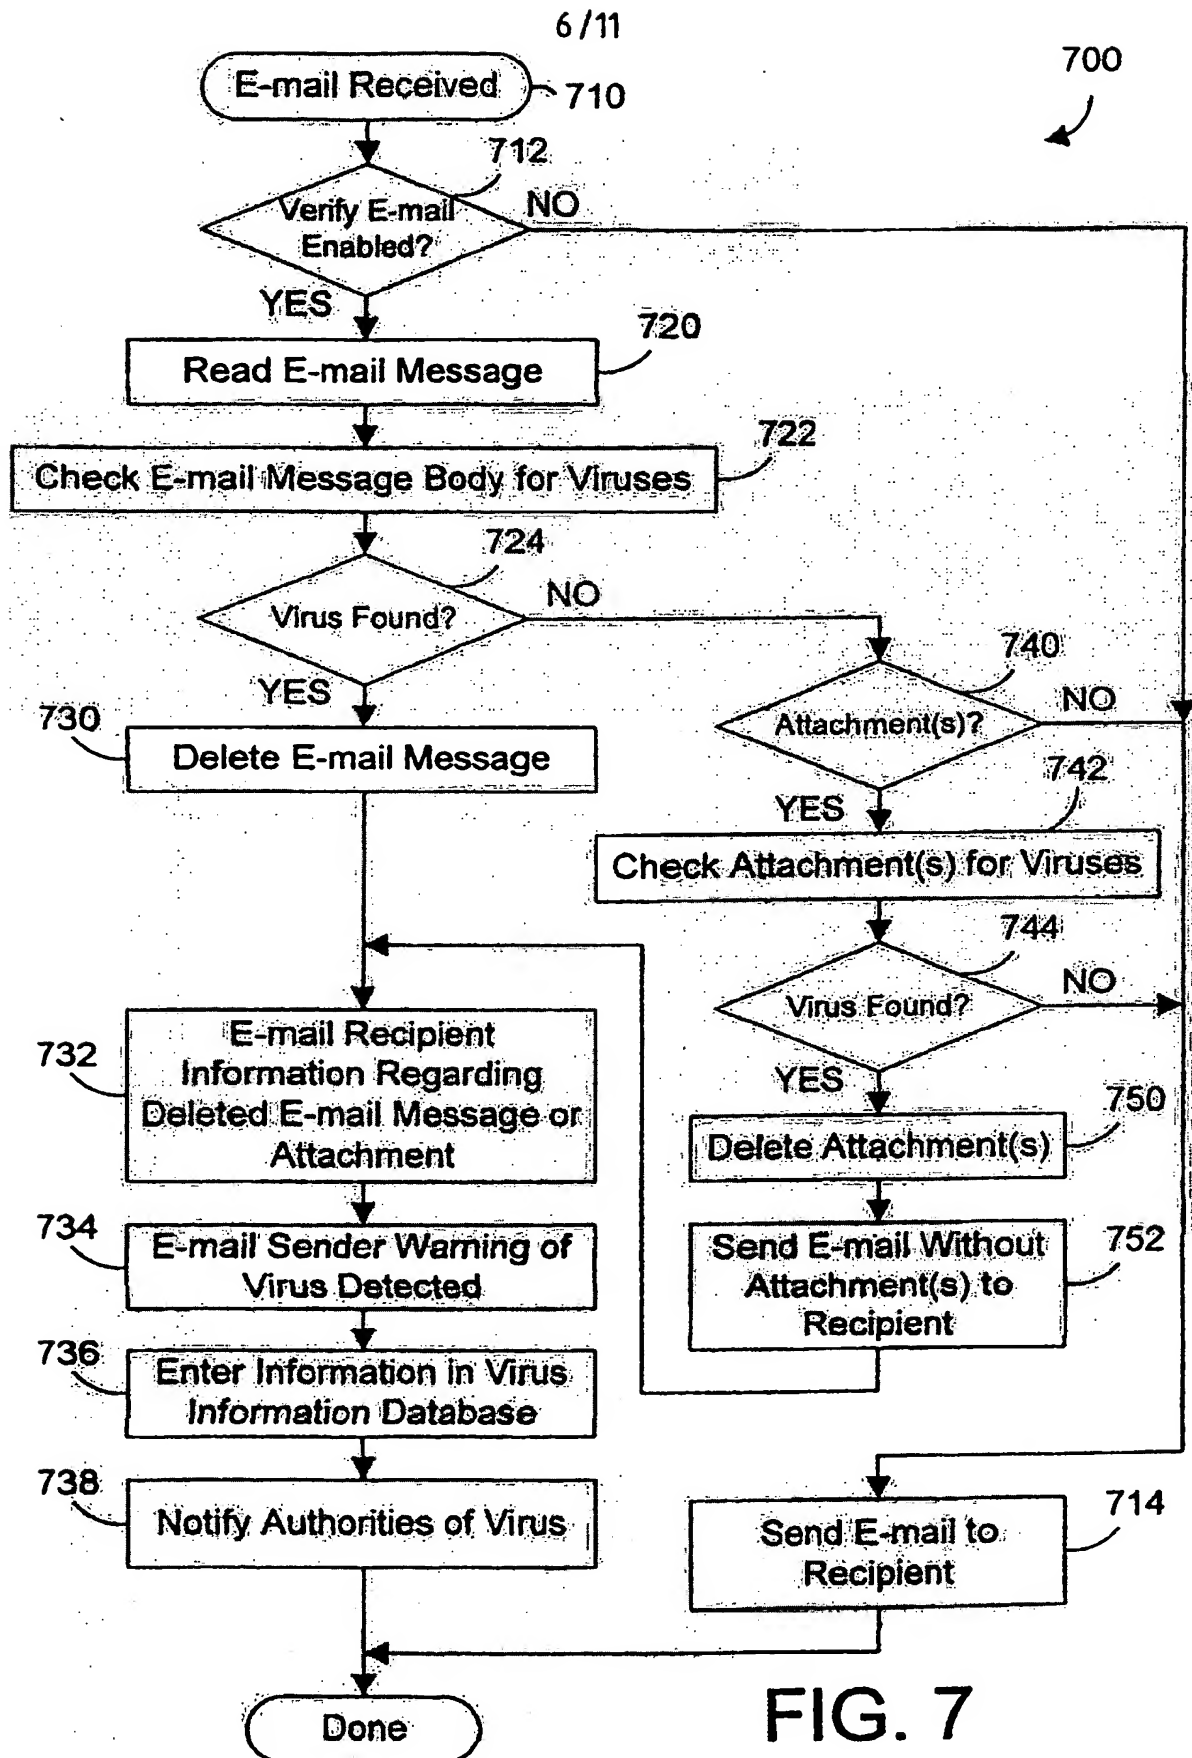 6/11
E-mail Received
710
700
712
Verify E-mail
Enabled?
NO
YES
720
Read E-mail Message
722
Check E-mail Message Body for Viruses
724
Virus Found?
NO
YES
740
Attachment(s)?
NO
YES
730
Delete E-mail Message
742
Check Attachment(s) for Viruses
744
Virus Found?
NO
YES
732
E-mail Recipient
Information Regarding
Deleted E-mail Message or
Attachment
750
Delete Attachment(s)
734
E-mail Sender Warning of
Virus Detected
752
Send E-mail Without
Attachment(s) to
Recipient
736
Enter Information in Virus
Information Database
738
Notify Authorities of Virus
714
Send E-mail to
Recipient
Done
FIG. 7